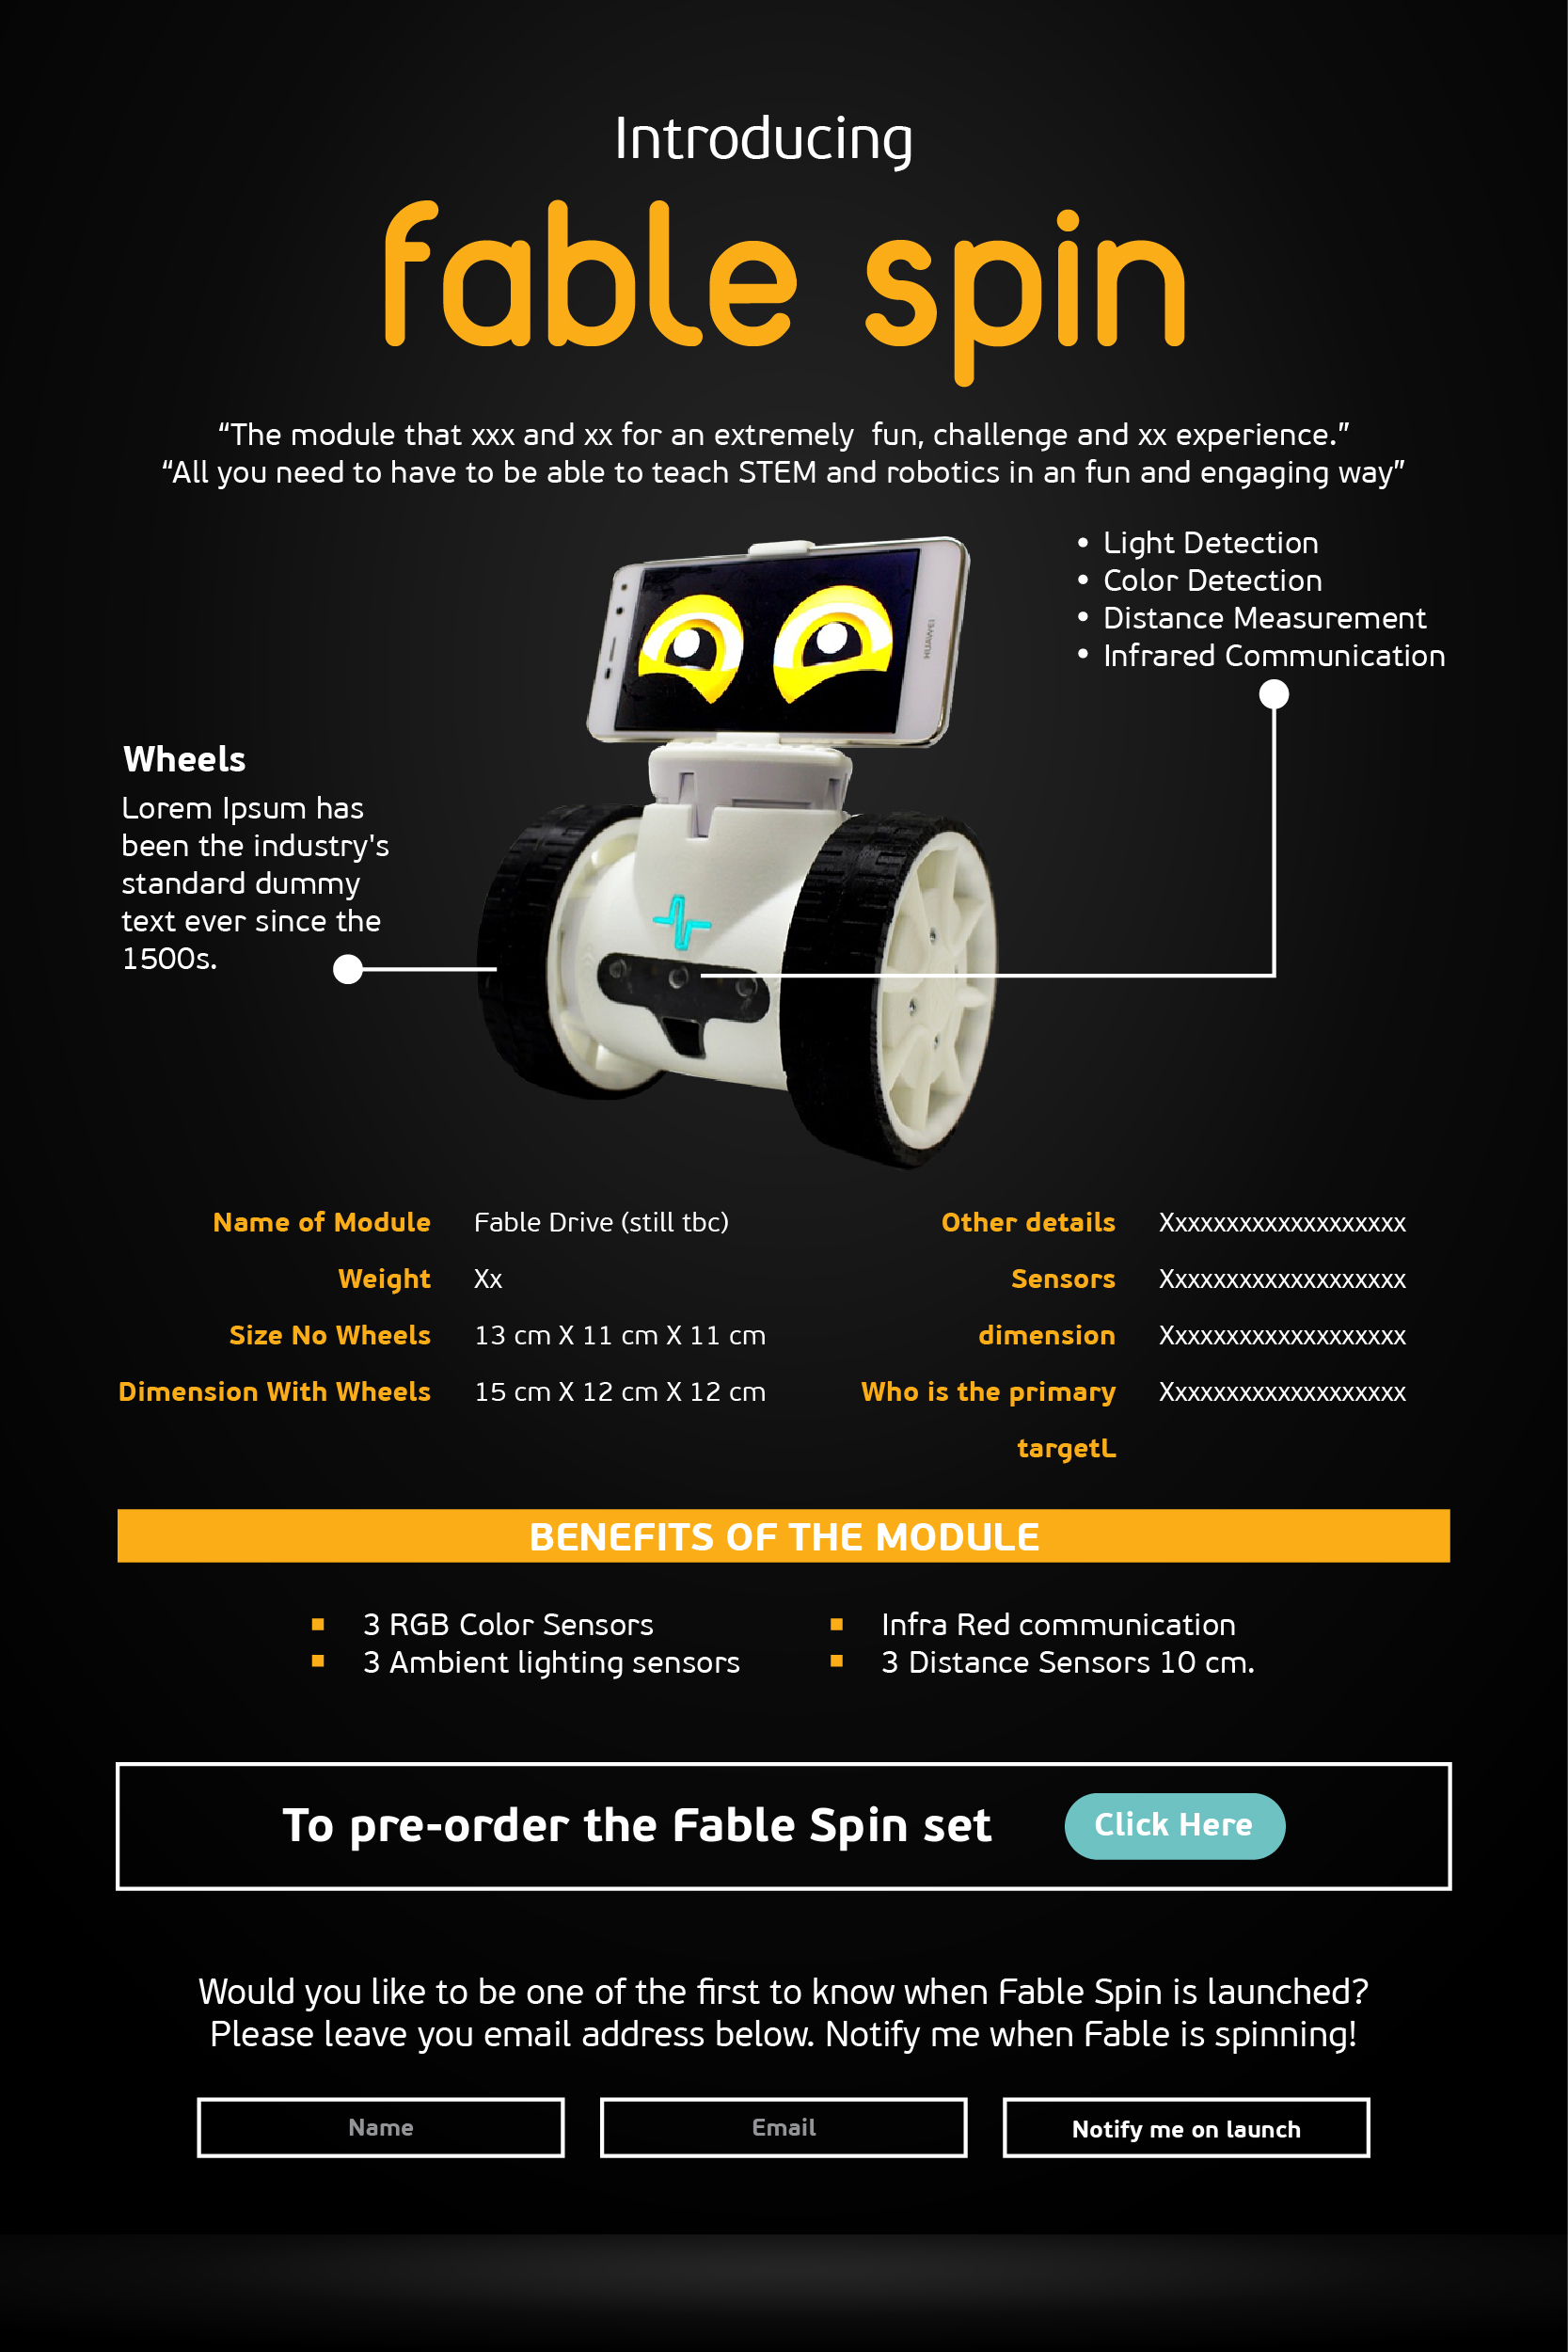 Introducing
fable spin
“The module that xxx and xx for an extremely  fun, challenge and xx experience.”
“All you need to have to be able to teach STEM and robotics in an fun and engaging way”
• Light Detection
• Color Detection
• Distance Measurement
• Infrared Communication
HUAWEI
Wheels
Lorem Ipsum has
been the industry's
standard dummy
text ever since the
1500s.
Name of Module Fable Drive (still tbc)
Weight Xx
Size No Wheels 13 cm X 11 cm X 11 cm
Dimension With Wheels 15 cm X 12 cm X 12 cm
Other details Xxxxxxxxxxxxxxxxxxx
Sensors Xxxxxxxxxxxxxxxxxxx
dimension Xxxxxxxxxxxxxxxxxxx
Who is the primary Xxxxxxxxxxxxxxxxxxx
targetL
BENEFITS OF THE MODULE
3 RGB Color Sensors
3 Ambient lighting sensors
Infra Red communication
3 Distance Sensors 10 cm.
To pre-order the Fable Spin set Click Here
Would you like to be one of the first to know when Fable Spin is launched?
Please leave you email address below. Notify me when Fable is spinning!
Name Email Notify me on launch